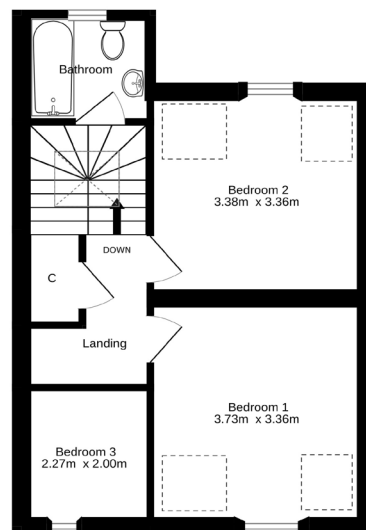 Bathroom
Bedroom 2
3.38m x 3.36m
DOWN
C
Landing
Bedroom 1
3.73m x 3.36m
Bedroom 3
2.27m x 2.00m